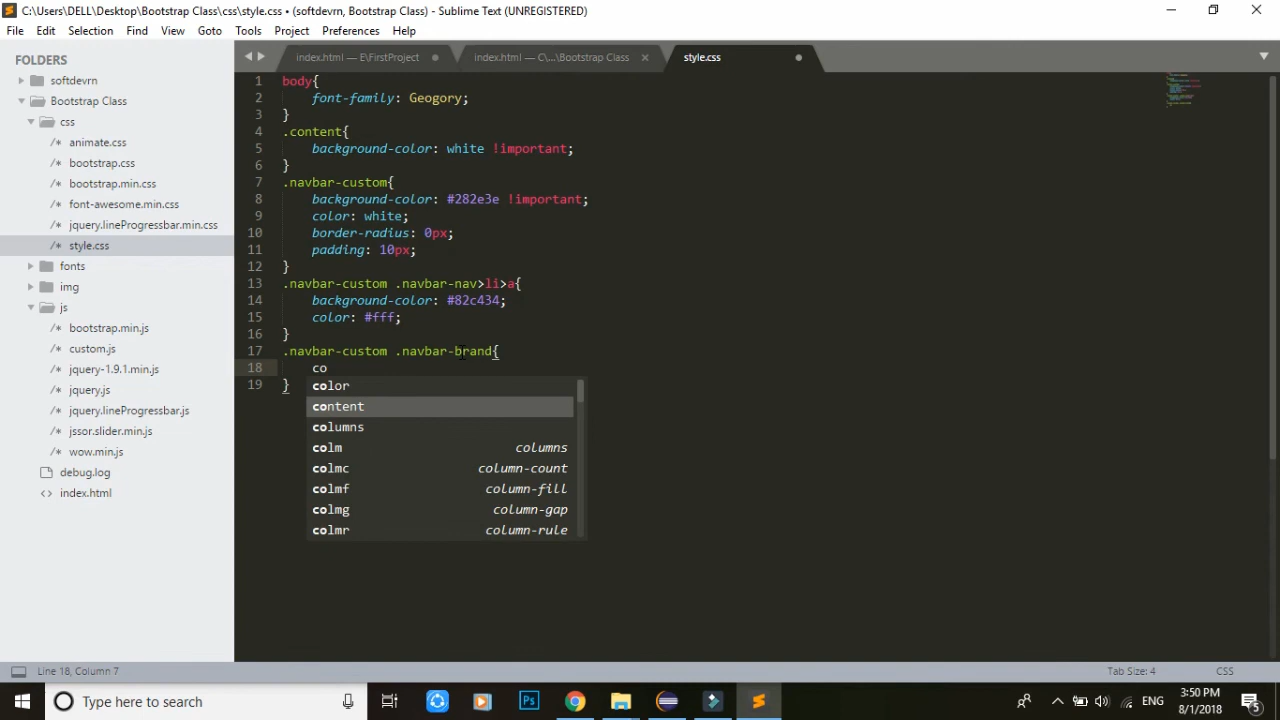 C:\Users\DELL\Desktop\Bootstrap Class\css\style.css • (softdevrn, Bootstrap Class) - Sublime Text (UNREGISTERED)
File Edit Selection Find View Goto Tools Project Preferences Help
FOLDERS
softdevrn
Bootstrap Class
css
/* animate.css
/* bootstrap.css
/* bootstrap.min.css
/* font-awesome.min.css
/* jquery.lineProgressbar.min.css
/* style.css
fonts
img
js
/* bootstrap.min.js
/* custom.js
/* jquery-1.9.1.min.js
/* jquery.js
/* jquery.lineProgressbar.js
/* jssor.slider.min.js
/* wow.min.js
debug.log
<> index.html
index.html — E\FirstProject
index.html — C\...\Bootstrap Class
style.css
1 body{
2 font-family: Geogory;
3 }
4 .content{
5 background-color: white !important;
6 }
7 .navbar-custom{
8 background-color: #282e3e !important;
9 color: white;
10 border-radius: 0px;
11 padding: 10px;
12 }
13 .navbar-custom .navbar-nav>li>a{
14 background-color: #82c434;
15 color: #fff;
16 }
17 .navbar-custom .navbar-brand{
18 co
19 }
color
content
columns
colm columns
colmc column-count
colmf column-fill
colmg column-gap
colmr column-rule
Line 18, Column 7
Tab Size: 4
CSS
Type here to search
Ps
ENG
3:50 PM
8/1/2018
5